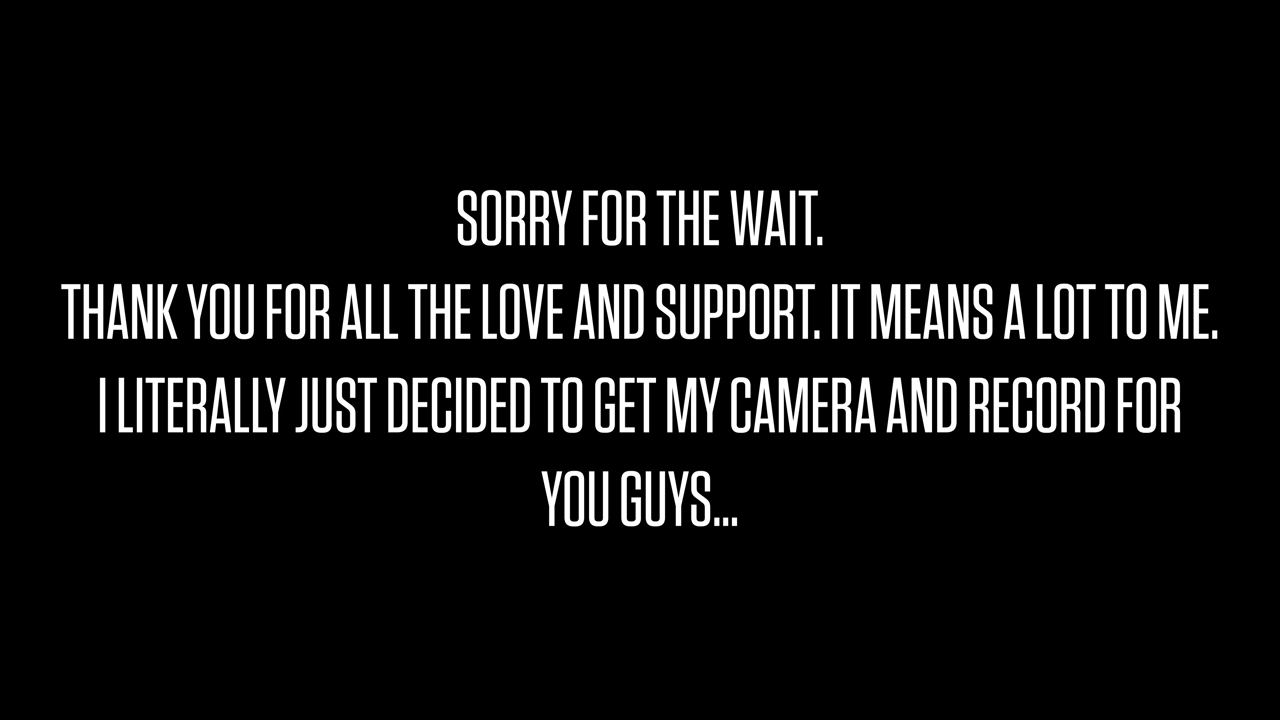 SORRY FOR THE WAIT.
THANK YOU FOR ALL THE LOVE AND SUPPORT. IT MEANS A LOT TO ME.
I LITERALLY JUST DECIDED TO GET MY CAMERA AND RECORD FOR
YOU GUYS...